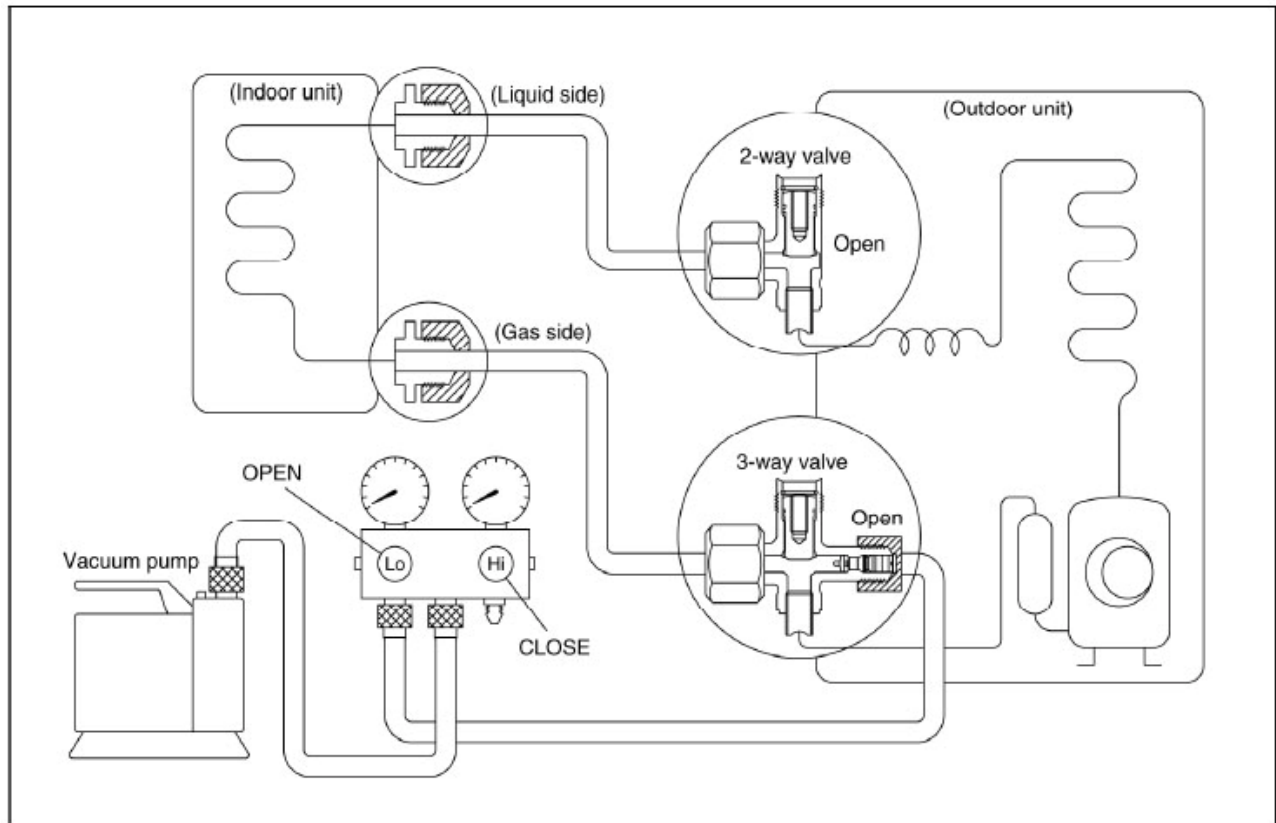 (Indoor unit)
(Liquid side)
(Outdoor unit)
2-way valve
Open
(Gas side)
3-way valve
Open
OPEN
Vacuum pump
Lo
Hi
CLOSE